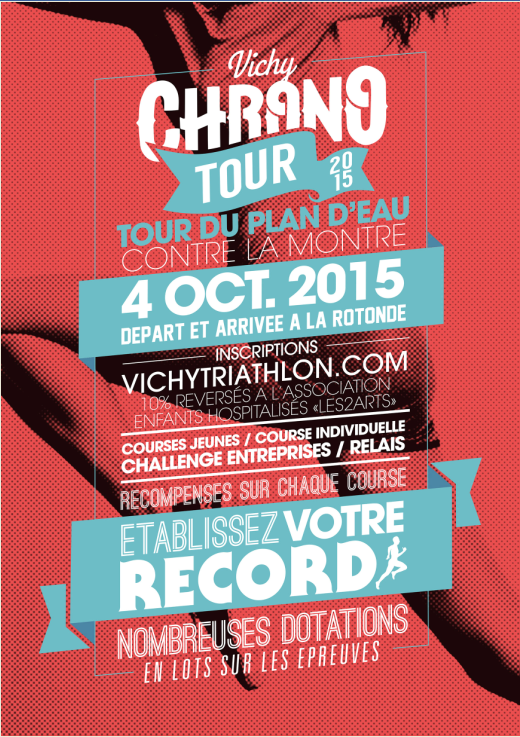 Vichy
CHRONO
TOUR
20
15
TOUR DU PLAN D'EAU
CONTRE LA MONTRE
4 OCT. 2015
DEPART ET ARRIVEE A LA ROTONDE
INSCRIPTIONS
VICHYTRIATHLON.COM
10% REVERSÉS A L'ASSOCIATION
ENFANTS HOSPITALISÉS «LES2ARTS»
COURSES JEUNES / COURSE INDIVIDUELLE
CHALLENGE ENTREPRISES / RELAIS
RECOMPENSES SUR CHAQUE COURSE
ETABLISSEZ VOTRE
RECORD
NOMBREUSES DOTATIONS
EN LOTS SUR LES EPREUVES